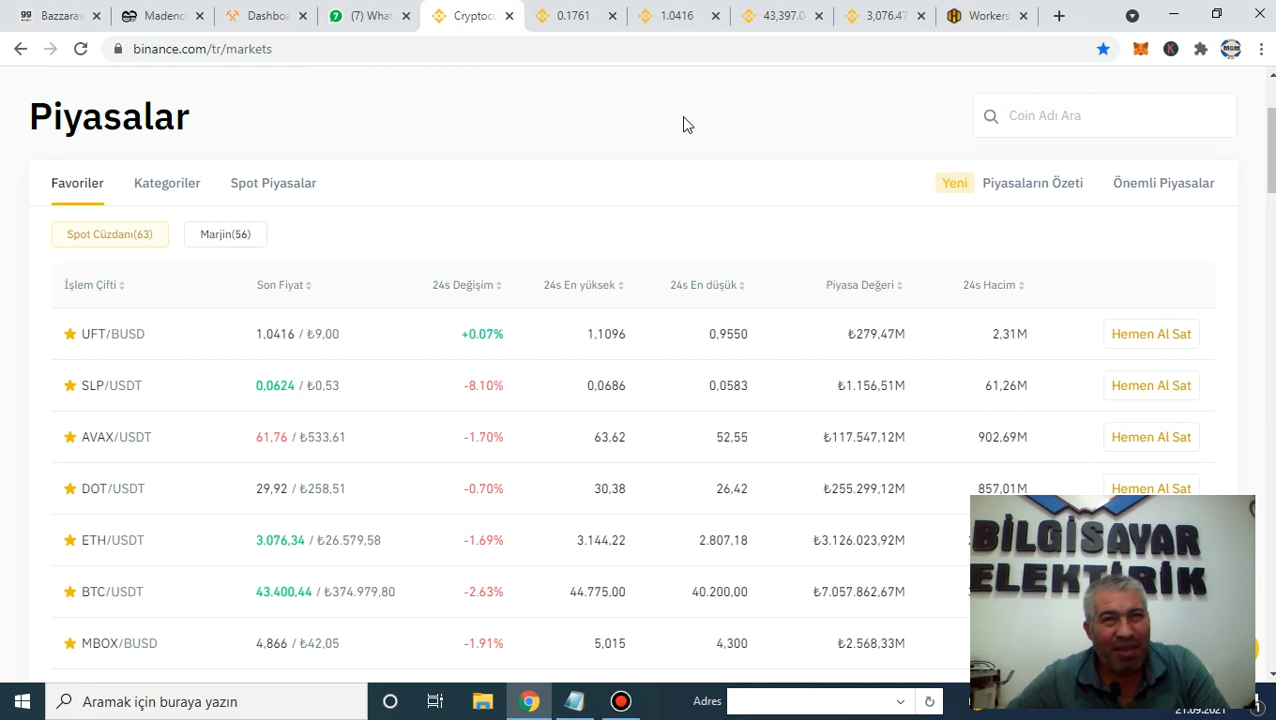 Bazzarav
Madenci
Dashboa
(7) What
Cryptocu
0.1761
1.0416
43,397.0
3,076.47
Workers
binance.com/tr/markets
Piyasalar
Coin Adı Ara
Favoriler Kategoriler Spot Piyasalar Yeni Piyasaların Özeti Önemli Piyasalar
Spot Cüzdanı(63) Marjin(56)
İşlem Çifti Son Fiyat 24s Değişim 24s En yüksek 24s En düşük Piyasa Değeri 24s Hacim
UFT/BUSD 1,0416 / ₺9,00 +0.07% 1,1096 0,9550 ₺279,47M 2,31M Hemen Al Sat
SLP/USDT 0,0624 / ₺0,53 -8.10% 0,0686 0.0583 ₺1.156,51M 61,26M Hemen Al Sat
AVAX/USDT 61,76 / ₺533,61 -1.70% 63,62 52,55 ₺117.547,12M 902,69M Hemen Al Sat
DOT/USDT 29,92 / ₺258,51 -0.70% 30,38 26,42 ₺255.299,12M 857,01M Hemen Al Sat
ETH/USDT 3.076,34 / ₺26.579,58 -1.69% 3.144,22 2.807,18 ₺3.126.023,92M
BTC/USDT 43.400,44 / ₺374.979,80 -2.63% 44.775,00 40.200,00 ₺7.057.862,67M
MBOX/BUSD 4,866 / ₺42,05 -1.91% 5,015 4,300 ₺2.568,33M
BİLGİSAYAR
ELEKTİRİK
Aramak için buraya yazın
Adres
21.09.2021